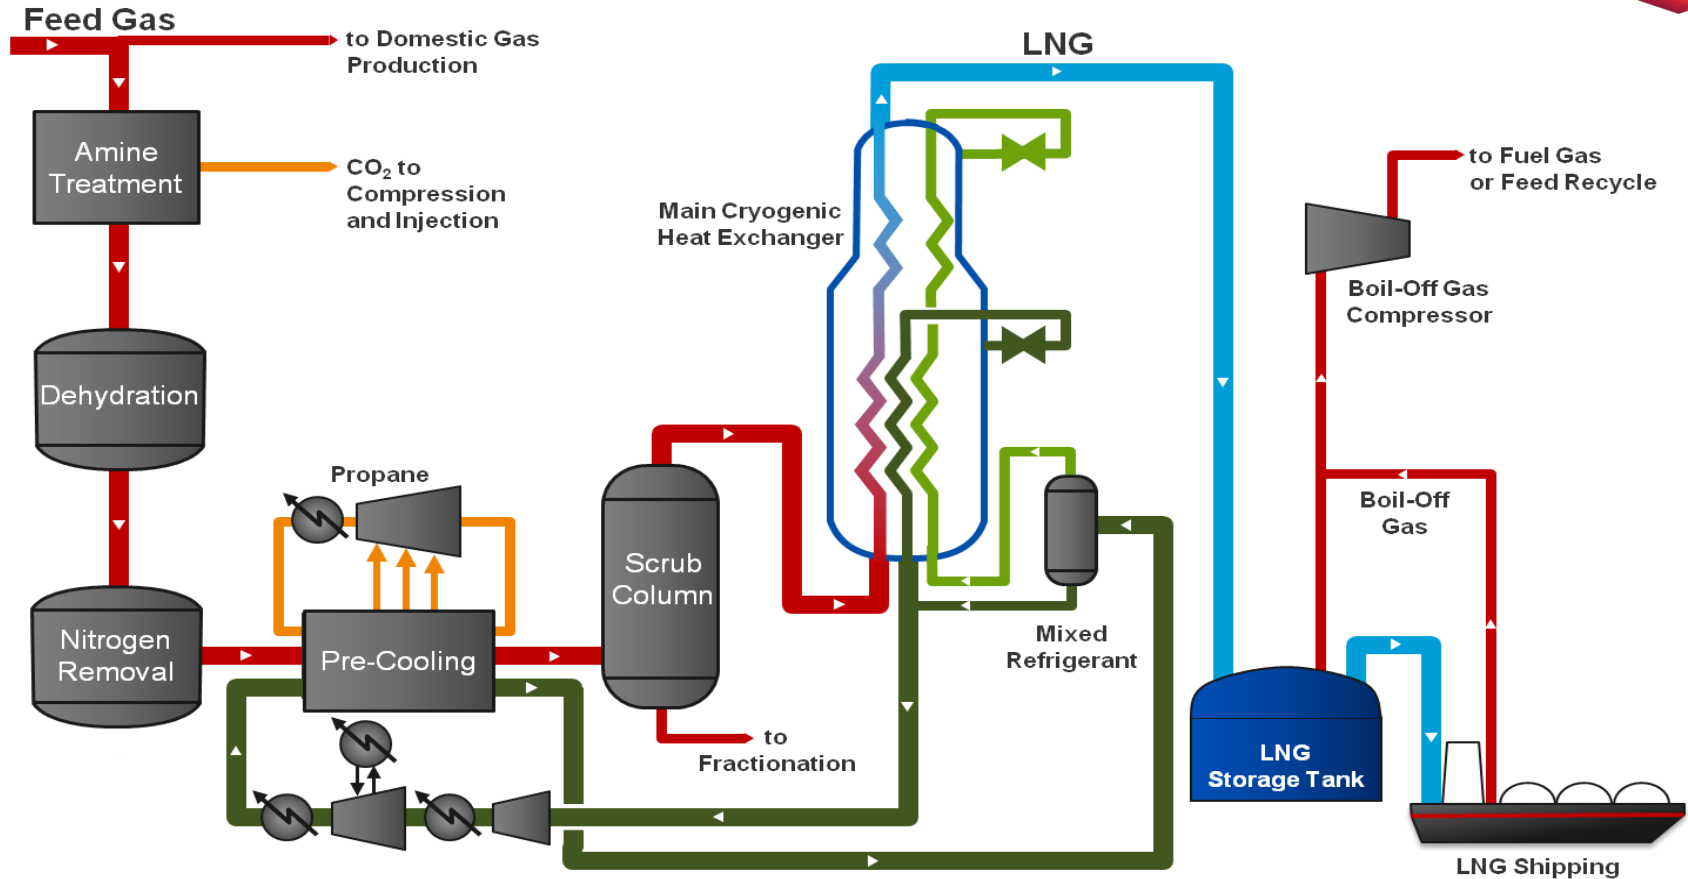 Feed Gas
to Domestic Gas
Production
LNG
Amine
Treatment
CO₂ to
Compression
and Injection
to Fuel Gas
or Feed Recycle
Main Cryogenic
Heat Exchanger
Boil-Off Gas
Compressor
Dehydration
Propane
Boil-Off
Gas
Scrub
Column
Nitrogen
Removal
Pre-Cooling
Mixed
Refrigerant
to
Fractionation
LNG
Storage Tank
LNG Shipping